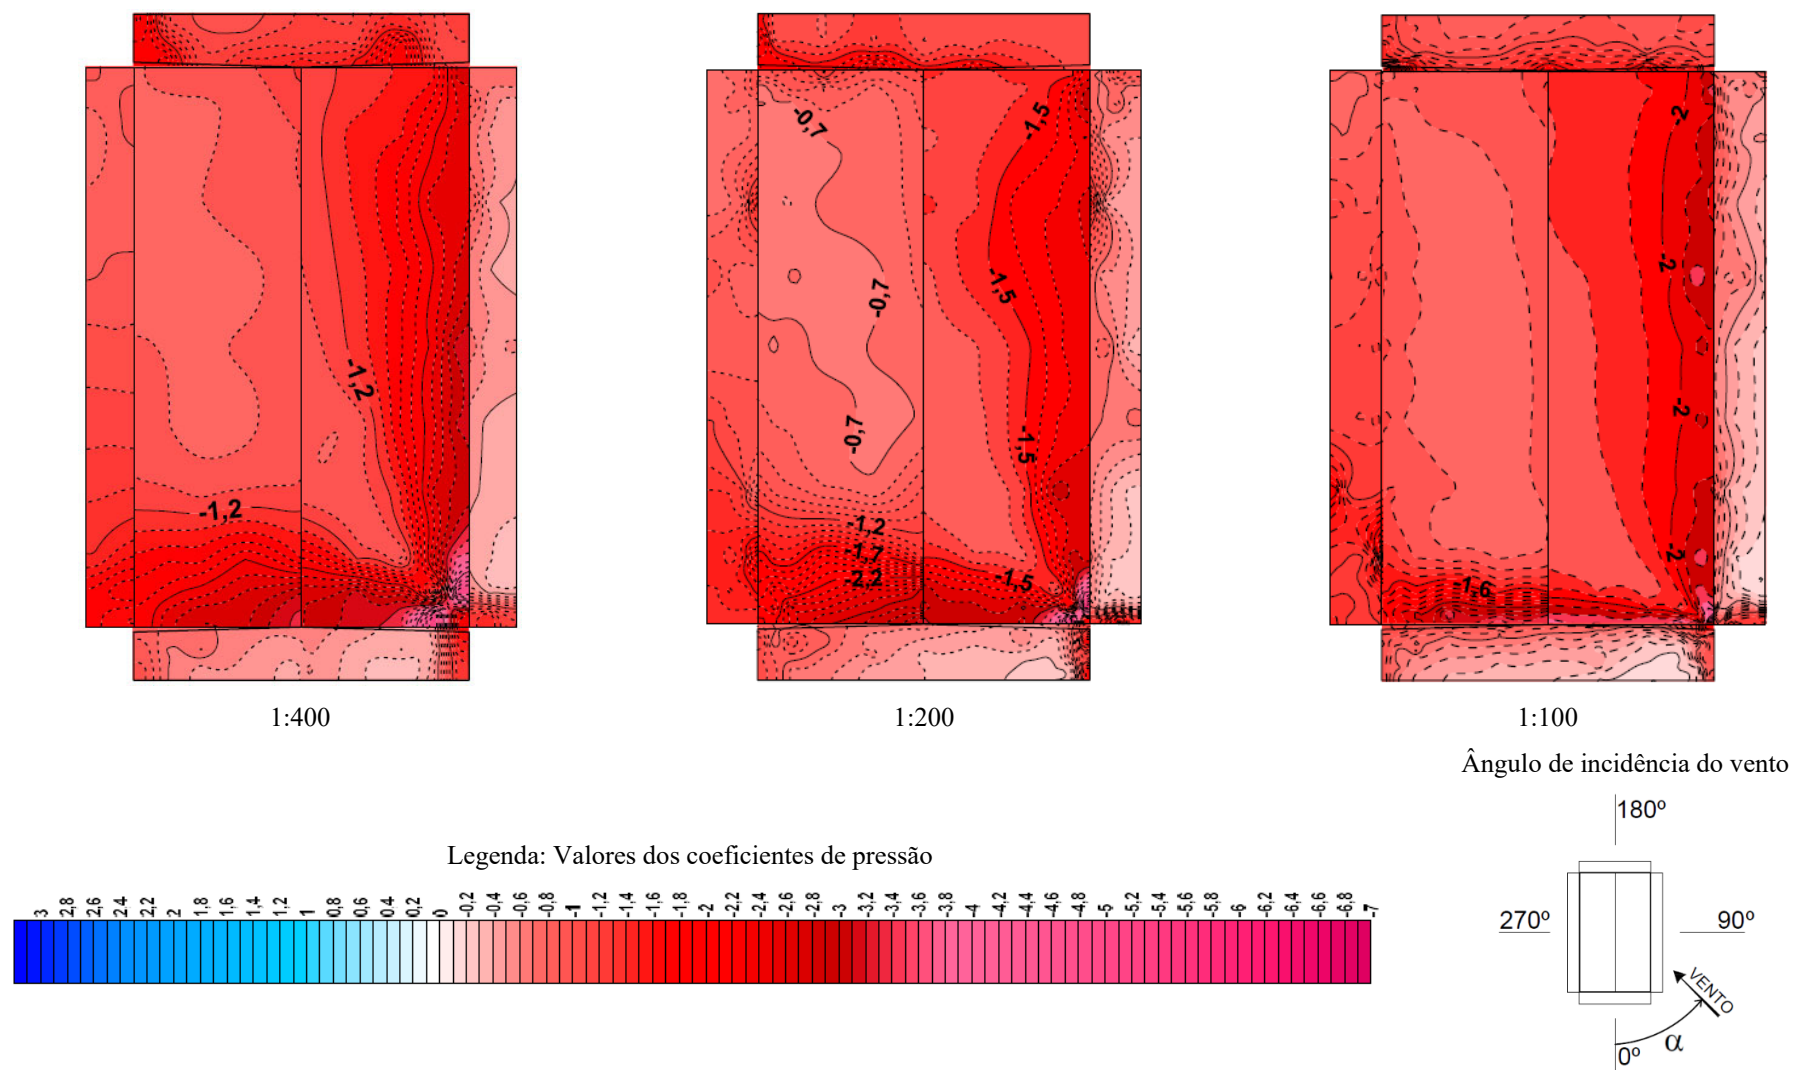 -0,7
-1,5
-2
-0,7
-1,5
-2
-1,2
-0,7
-1,5
-2
-1,2
-1,2
-1,7
-2,2
-1,5
-2
-1,6
1:400
1:200
1:100
Ângulo de incidência do vento
180º
270º
90º
VENTO
α
0º
Legenda: Valores dos coeficientes de pressão
3 2,8 2,6 2,4 2,2 2 1,8 1,6 1,4 1,2 1 0,8 0,6 0,4 0,2 0 -0,2 -0,4 -0,6 -0,8 -1 -1,2 -1,4 -1,6 -1,8 -2 -2,2 -2,4 -2,6 -2,8 -3 -3,2 -3,4 -3,6 -3,8 -4 -4,2 -4,4 -4,6 -4,8 -5 -5,2 -5,4 -5,6 -5,8 -6 -6,2 -6,4 -6,6 -6,8 -7